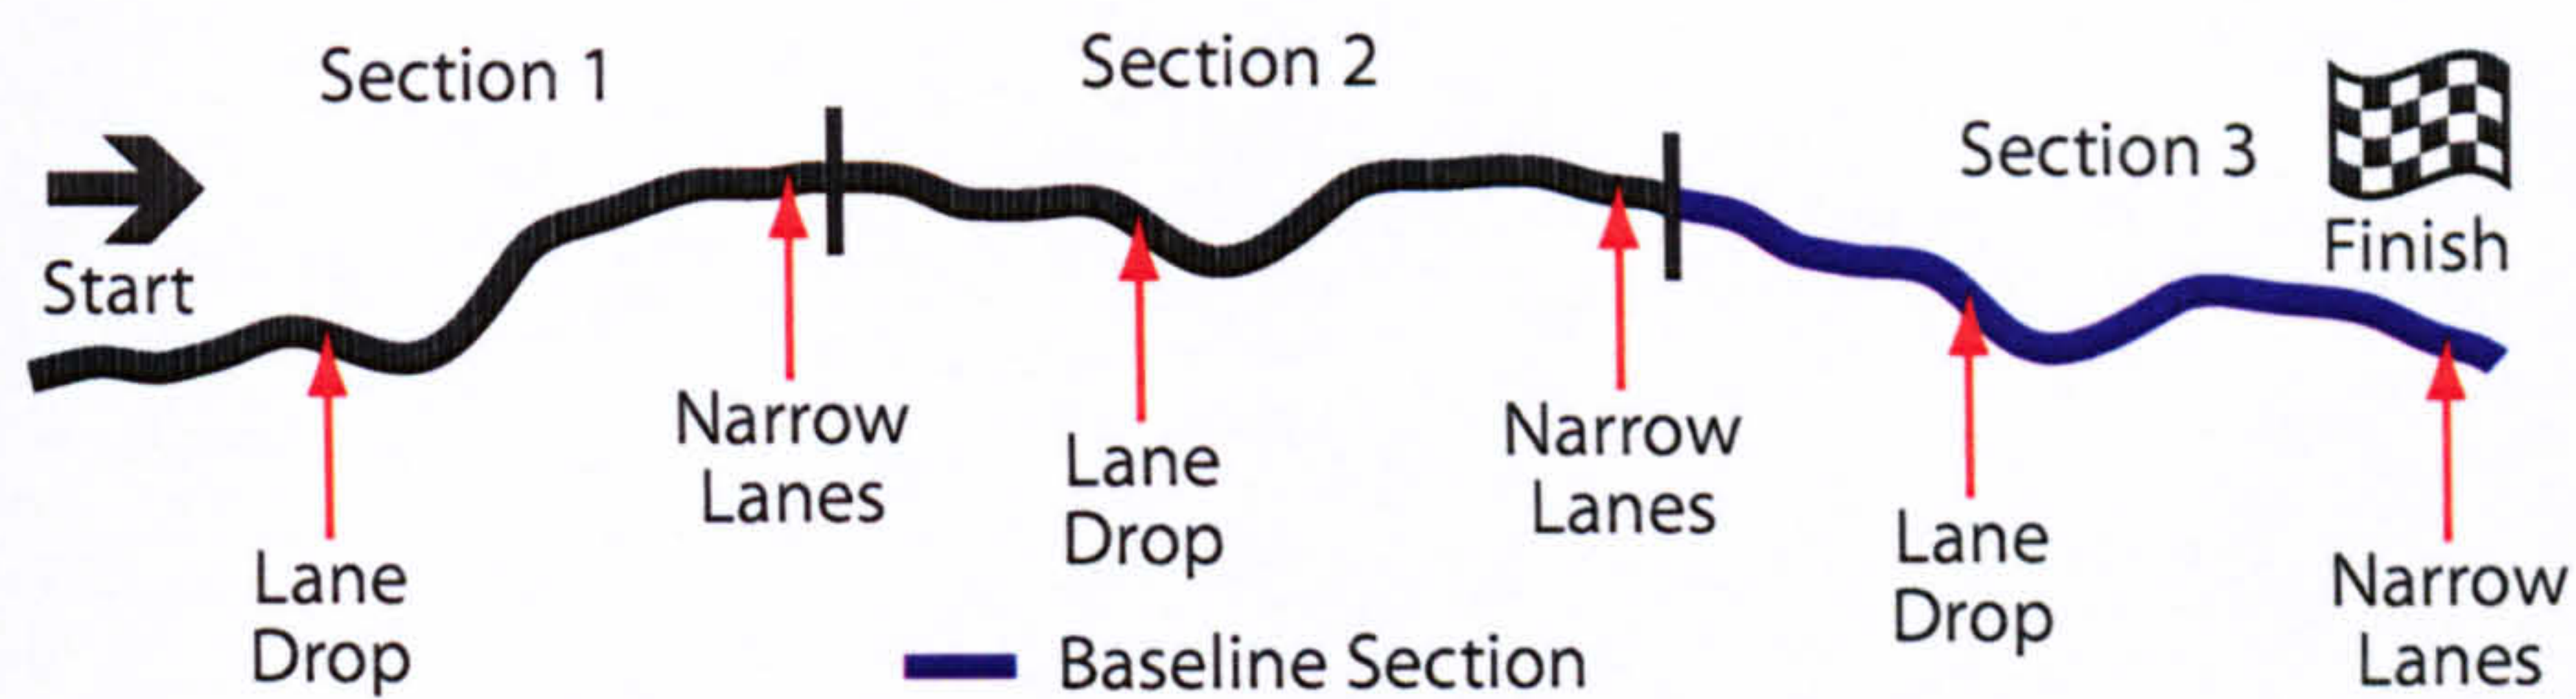 Section 1
Section 2
Section 3
Start
Finish
Lane
Drop
Narrow
Lanes
Lane
Drop
Narrow
Lanes
Lane
Drop
Narrow
Lanes
Baseline Section